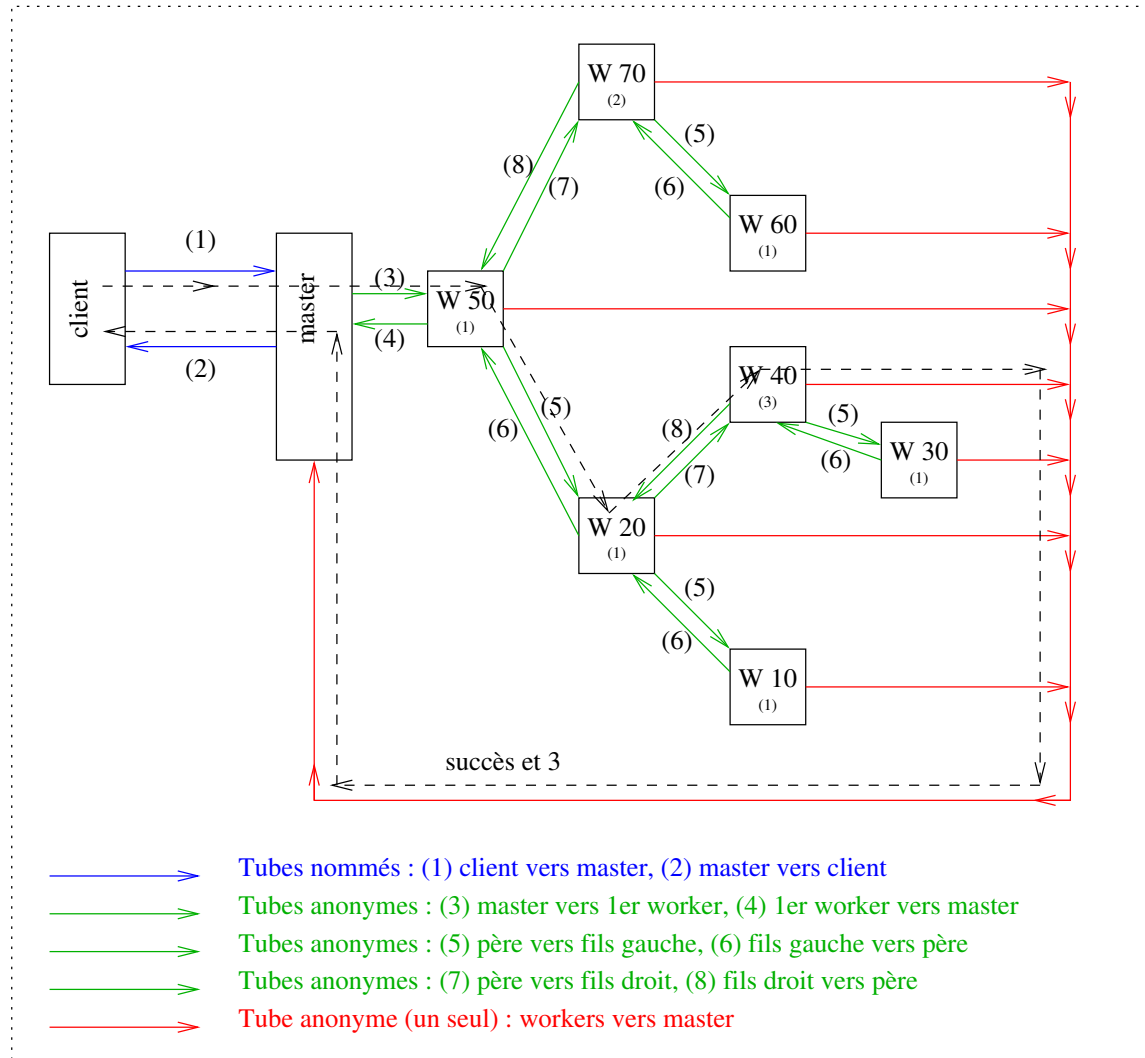 W 70
(2)
(5)
(8)
(7)
(6)
W 60
(1)
(1)
client
master
(3)
W 50
(1)
(4)
(2)
W 40
(3)
(5)
(5)
(6)
(8)
(6)
W 30
(1)
(7)
W 20
(1)
(5)
(6)
W 10
(1)
succès et 3
Tubes nommés : (1) client vers master, (2) master vers client
Tubes anonymes : (3) master vers 1er worker, (4) 1er worker vers master
Tubes anonymes : (5) père vers fils gauche, (6) fils gauche vers père
Tubes anonymes : (7) père vers fils droit, (8) fils droit vers père
Tube anonyme (un seul) : workers vers master